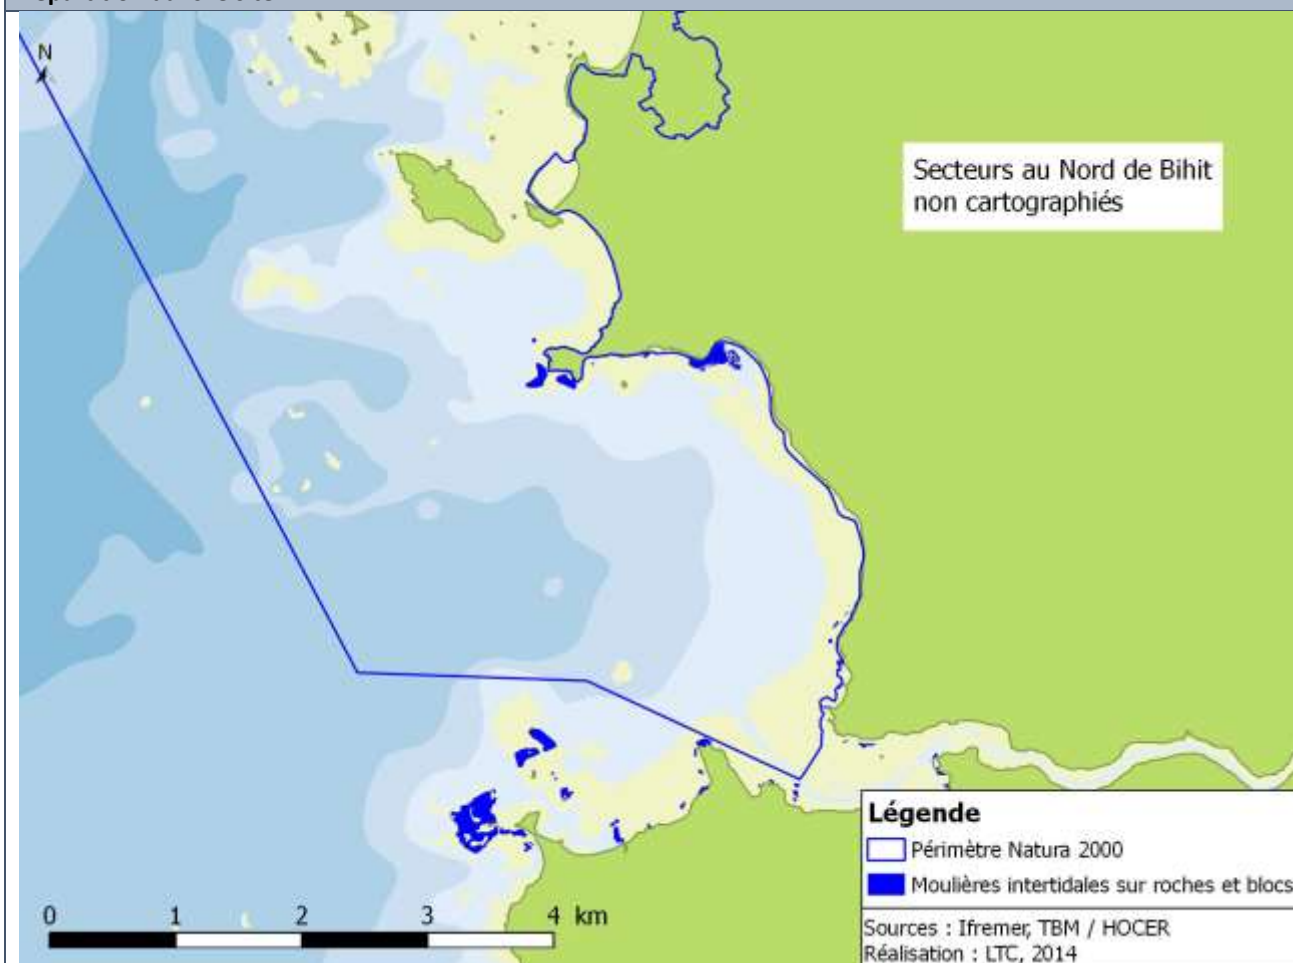 N
Secteurs au Nord de Bihit
non cartographiés
Légende
Périmètre Natura 2000
Moulières intertidales sur roches et blocs
Sources : Ifremer, TBM / HOCER
Réalisation : LTC, 2014
0 1 2 3 4 km